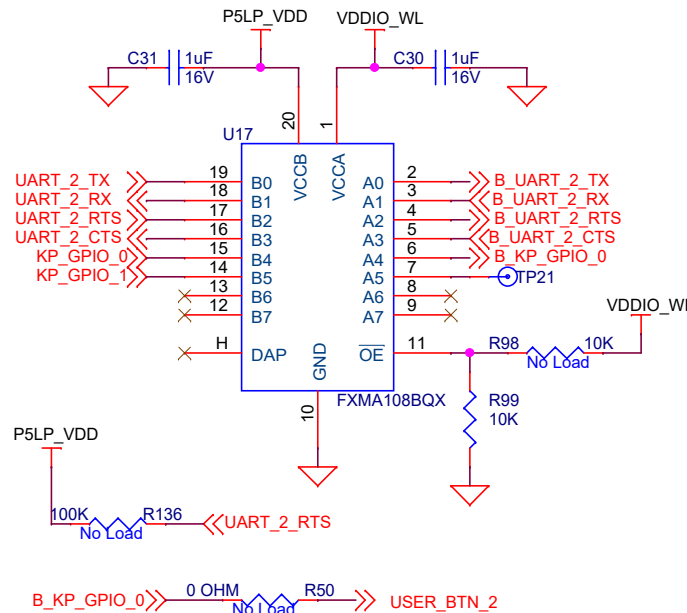 P5LP_VDD VDDIO_WL
C31 1uF C30 1uF
16V 16V
20 1
U17
VCCB VCCA
UART_2_TX 19 B0 A0 2 B_UART_2_TX
UART_2_RX 18 B1 A1 3 B_UART_2_RX
UART_2_RTS 17 B2 A2 4 B_UART_2_RTS
UART_2_CTS 16 B3 A3 5 B_UART_2_CTS
KP_GPIO_0 15 B4 A4 6 B_KP_GPIO_0
KP_GPIO_1 14 B5 A5 7 TP21
13 B6 A6 8
12 B7 A7 9
VDDIO_WL
H DAP OE 11 R98 10K
No Load
GND
10
FXMA108BQX
R99
10K
P5LP_VDD
100K R136 UART_2_RTS
No Load
B_KP_GPIO_0 0 OHM R50 USER_BTN_2
No Load